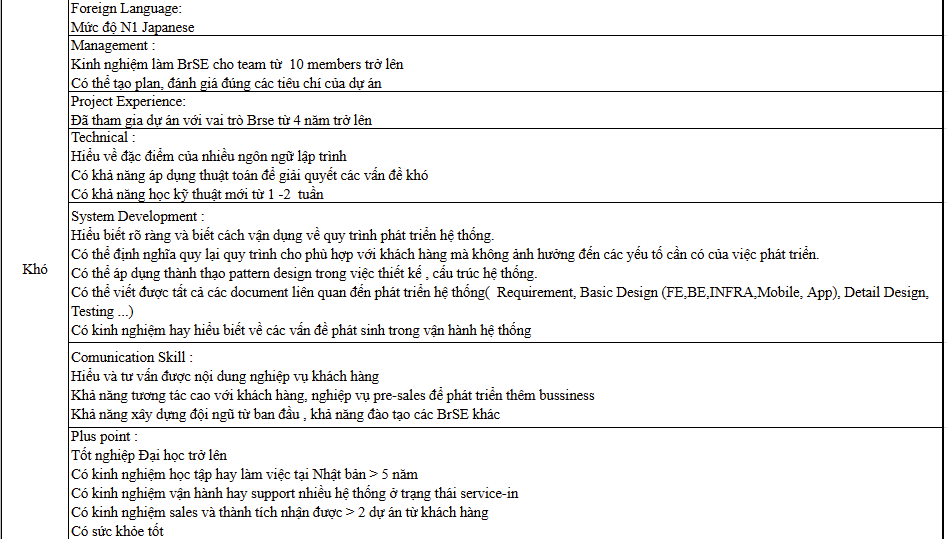 Foreign Language:
Mức độ N1 Japanese
Management :
Kinh nghiệm làm BrSE cho team từ 10 members trở lên
Có thể tạo plan, đánh giá đúng các tiêu chí của dự án
Project Experience:
Đã tham gia dự án với vai trò Brse từ 4 năm trở lên
Technical :
Hiểu về đặc điểm của nhiều ngôn ngữ lập trình
Có khả năng áp dụng thuật toán để giải quyết các vấn đề khó
Có khả năng học kỹ thuật mới từ 1 -2 tuần
Khó
System Development :
Hiểu biết rõ ràng và biết cách vận dụng về quy trình phát triển hệ thống.
Có thể định nghĩa quy lại quy trình cho phù hợp với khách hàng mà không ảnh hưởng đến các yếu tố cần có của việc phát triển.
Có thể áp dụng thành thạo pattern design trong việc thiết kế , cấu trúc hệ thống.
Có thể viết được tất cả các document liên quan đến phát triển hệ thống( Requirement, Basic Design (FE,BE,INFRA,Mobile, App), Detail Design,
Testing ...)
Có kinh nghiệm hay hiểu biết về các vấn đề phát sinh trong vận hành hệ thống
Comunication Skill :
Hiểu và tư vấn được nội dung nghiệp vụ khách hàng
Khả năng tương tác cao với khách hàng, nghiệp vụ pre-sales để phát triển thêm bussiness
Khả năng xây dựng đội ngũ từ ban đầu , khả năng đào tạo các BrSE khác
Plus point :
Tốt nghiệp Đại học trở lên
Có kinh nghiệm học tập hay làm việc tại Nhật bản > 5 năm
Có kinh nghiệm vận hành hay support nhiều hệ thống ở trạng thái service-in
Có kinh nghiệm sales và thành tích nhận được > 2 dự án từ khách hàng
Có sức khỏe tốt